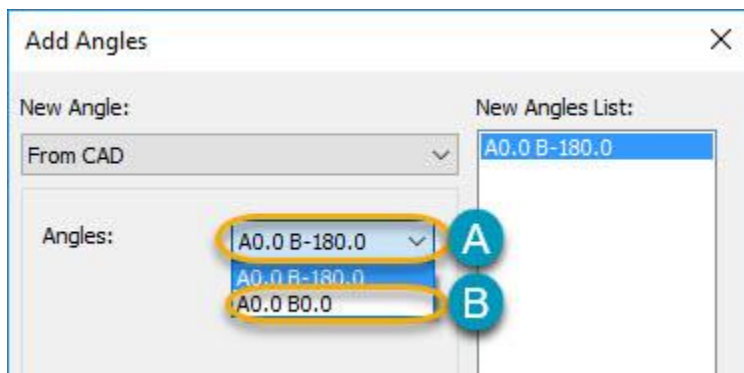 Add Angles
New Angle:
New Angles List:
From CAD
A0.0 B-180.0
Angles:
A0.0 B-180.0
A
A0.0 B-180.0
A0.0 B0.0
B